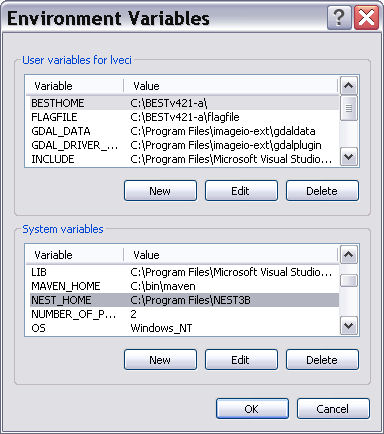 Environment Variables
User variables for lveci
Variable Value
BESTHOME C:\BESTv421-a\
FLAGFILE C:\BESTv421-a\flagfile
GDAL_DATA C:\Program Files\imageio-ext\gdaldata
GDAL_DRIVER_... C:\Program Files\imageio-ext\gdalplugin
INCLUDE C:\Program Files\Microsoft Visual Studio...
New Edit Delete
System variables
Variable Value
LIB C:\Program Files\Microsoft Visual Studio...
MAVEN_HOME C:\bin\maven
NEST_HOME C:\Program Files\NEST3B
NUMBER_OF_P... 2
OS Windows_NT
New Edit Delete
OK Cancel